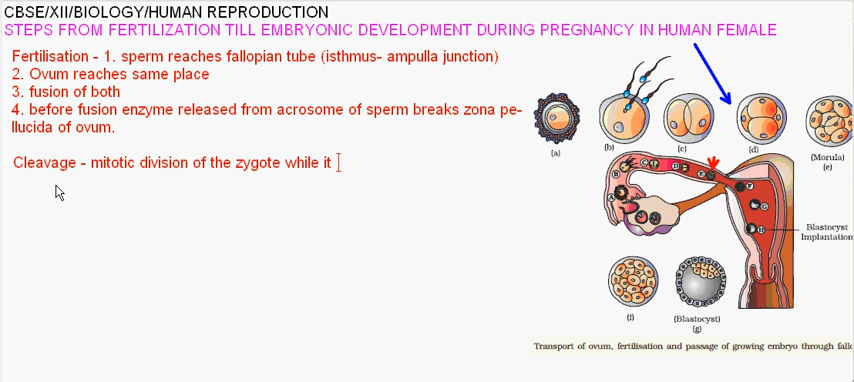 CBSE/XII/BIOLOGY/HUMAN REPRODUCTION
STEPS FROM FERTILIZATION TILL EMBRYONIC DEVELOPMENT DURING PREGNANCY IN HUMAN FEMALE
Fertilisation - 1. sperm reaches fallopian tube (isthmus- ampulla junction)
2. Ovum reaches same place
3. fusion of both
4. before fusion enzyme released from acrosome of sperm breaks zona pe-
llucida of ovum.
Cleavage - mitotic division of the zygote while it
(a)
(b)
(c)
(d)
(Morula)
(e)
B
C
D
E
F
A
G
H
Blastocyst
Implantation
(f)
(Blastocyst)
(g)
Transport of ovum, fertilisation and passage of growing embryo through fallo